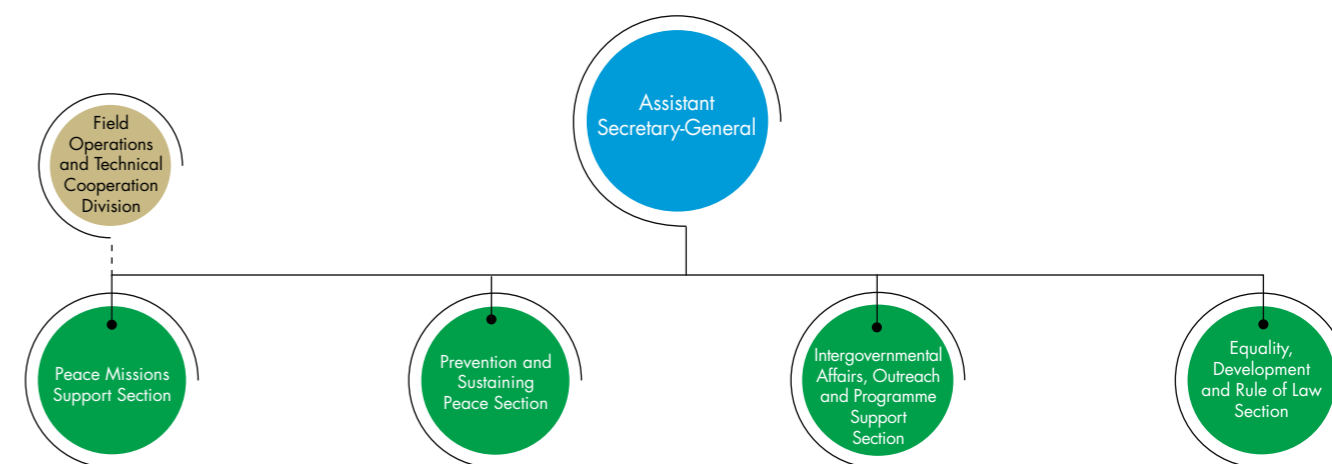 Assistant
Secretary-General
Field
Operations
and Technical
Cooperation
Division
Peace Missions
Support Section
Prevention and
Sustaining
Peace Section
Intergovernmental
Affairs, Outreach
and Programme
Support
Section
Equality,
Development
and Rule of Law
Section